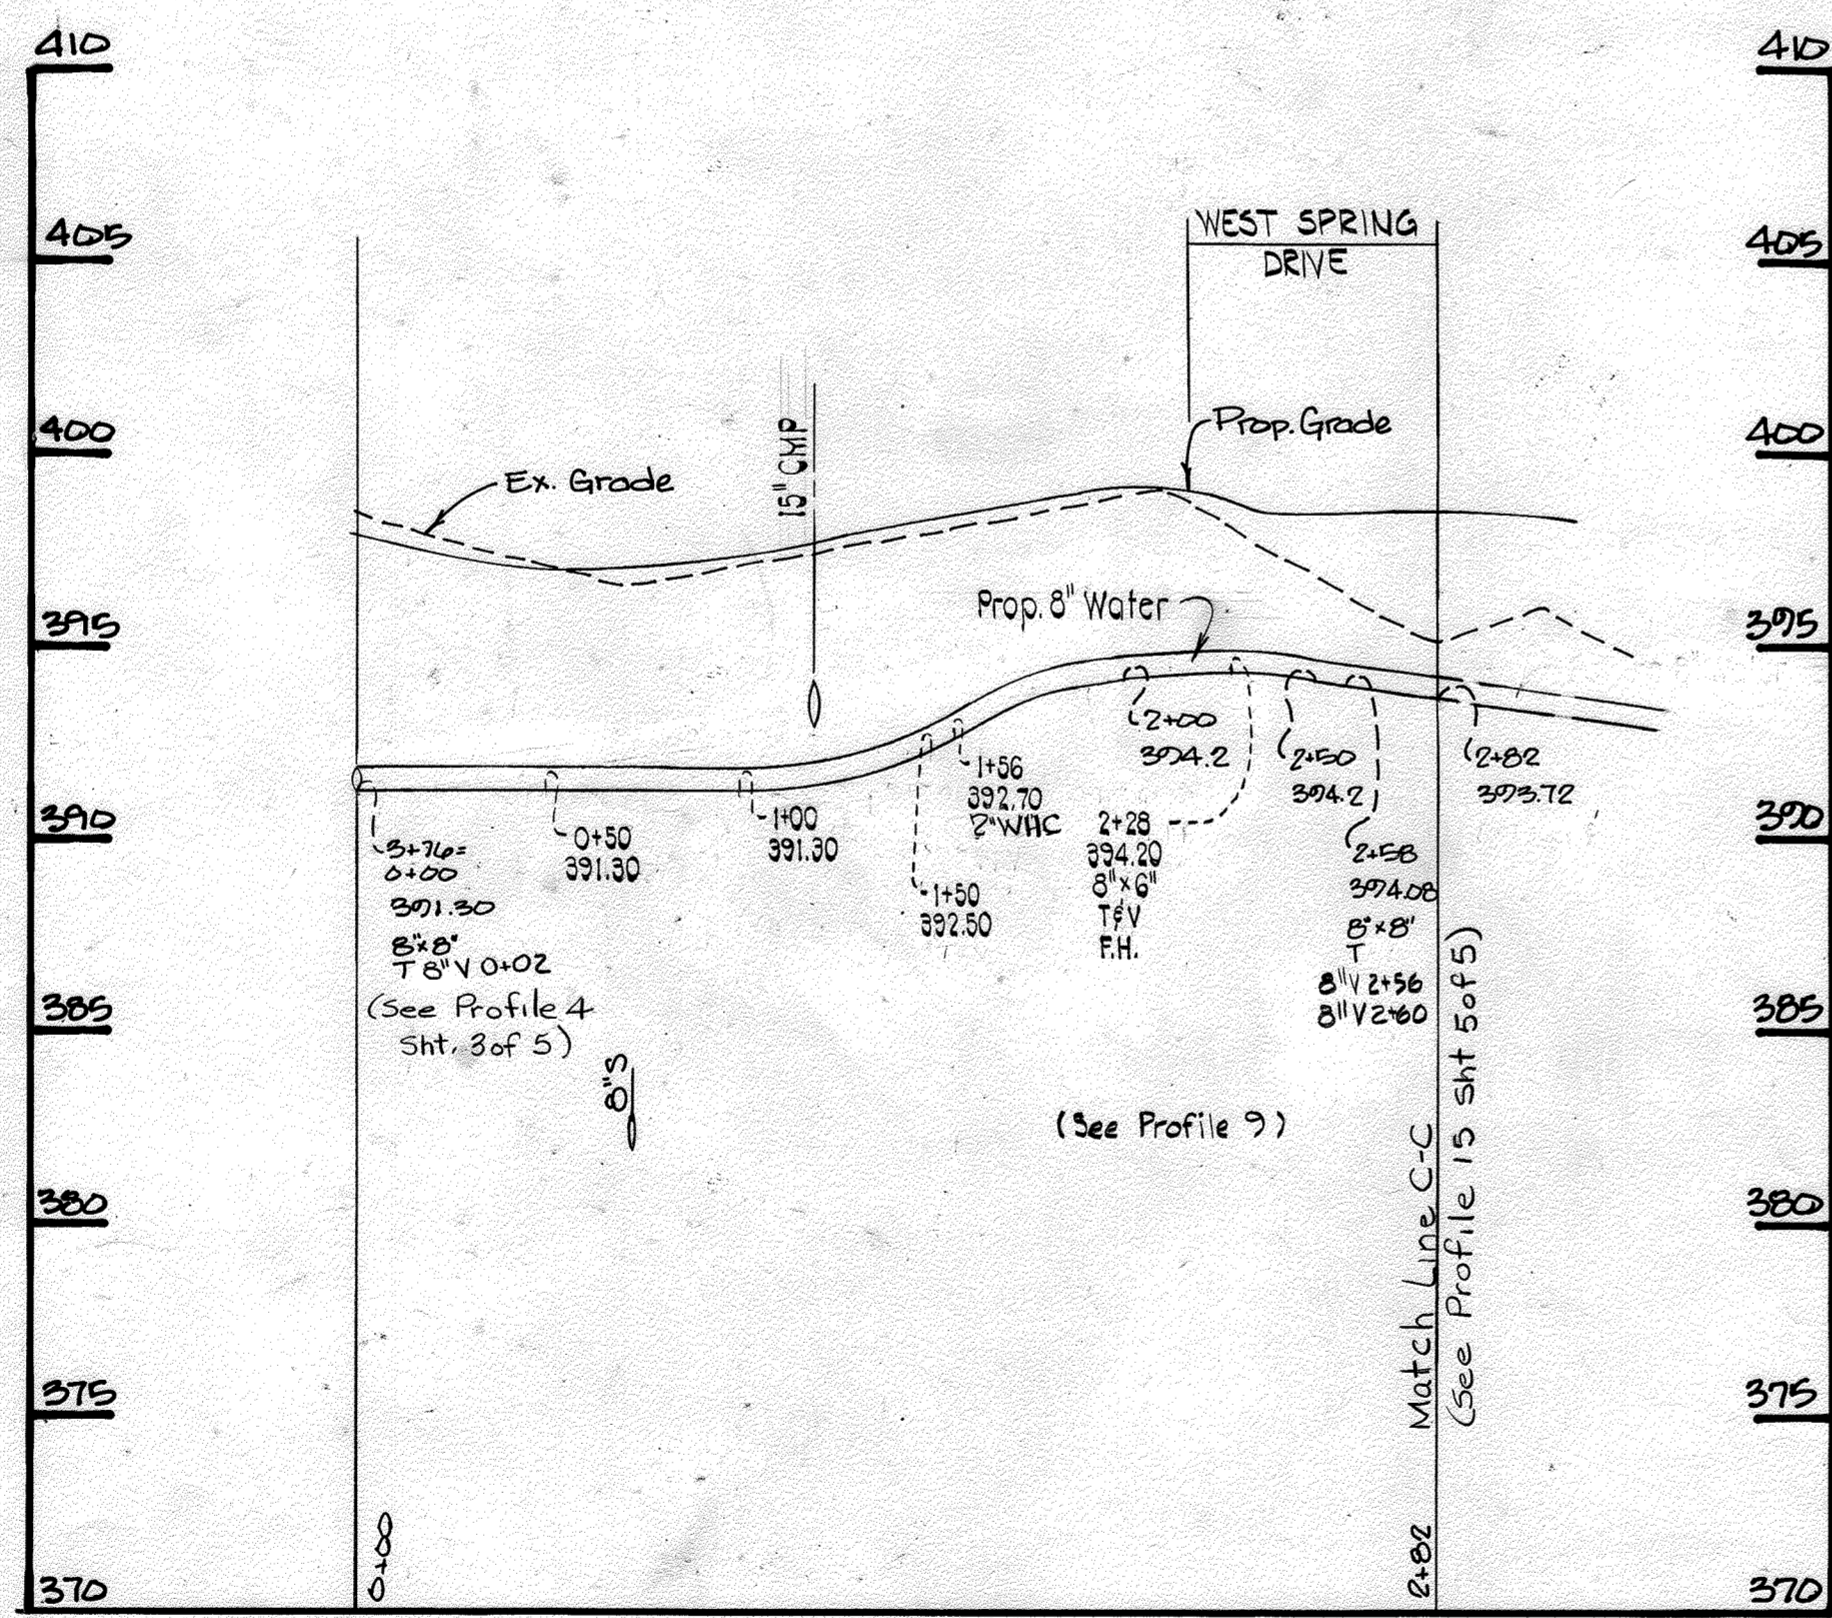 410
410
405
405
400
400
395
395
390
390
385
385
380
380
375
375
370
370
WEST SPRING
DRIVE
Prop. Grade
Ex. Grade
15" CMP
Prop. 8" Water
3+76=
0+00
391.30
8"x8"
T 8" V 0+02
(See Profile 4
Sht. 3 of 5)
0+50
391.30
1+00
391.30
1+50
392.50
1+56
392.70
2" WHC
2+00
394.2
2+28
394.20
8"x6"
T&V
F.H.
2+50
394.2
2+58
394.08
8"x8"
T
8" V 2+56
8" V 2+60
2+82
393.72
8"S
(See Profile 9)
0+00
2+82 Match Line C-C
(See Profile 15 Sht 5 of 5)